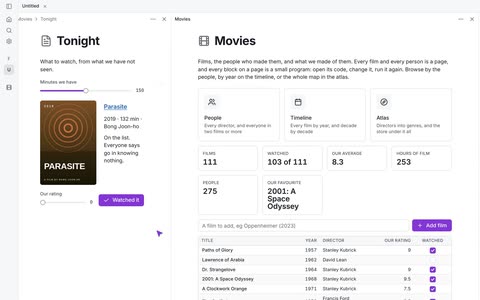 Untitled
Movies > Tonight
Tonight
What to watch, from what we have not
seen.
Minutes we have
150
PARASITE
Parasite
2019 · 132 min ·
Bong Joon-ho
On the list.
Everyone says
go in knowing
nothing.
Our rating
0
Watched it
Movies
Movies
Films, the people who made them, and what we made of them. Every film and every person is a page,
and every block on a page is a small program: open its code, change it, run it again. Browse by the
people, by year on the timeline, or the whole map in the atlas.
People
Every director, and everyone in
two films or more
Timeline
Every film by year, and decade
by decade
Atlas
Directors into genres, and the
store under it all
FILMS
111
WATCHED
103 of 111
OUR AVERAGE
8.3
HOURS OF FILM
253
PEOPLE
275
OUR FAVOURITE
2001: A
Space
Odyssey
A film to add, eg Oppenheimer (2023)
Add film
TITLE YEAR DIRECTOR OUR RATING WATCHED
Paths of Glory 1957 Stanley Kubrick 9
Lawrence of Arabia 1962 David Lean
Dr. Strangelove 1964 Stanley Kubrick 9
2001: A Space Odyssey 1968 Stanley Kubrick 9.5
A Clockwork Orange 1971 Stanley Kubrick 7.5
Francis Ford